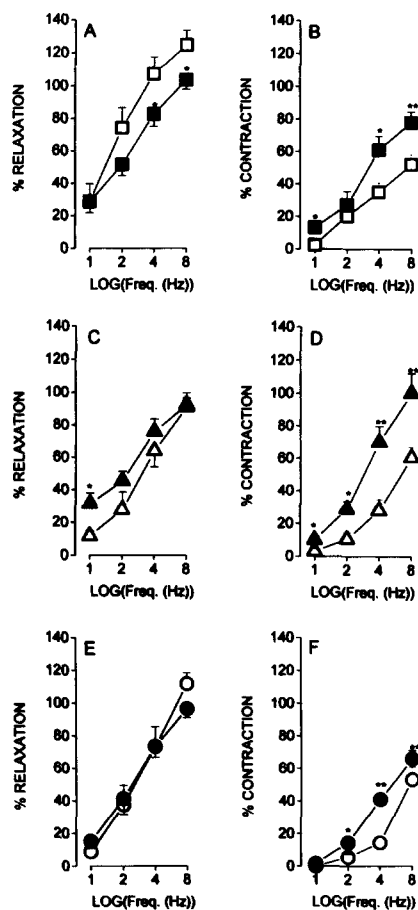 A
B
% RELAXATION
140
120
100
80
60
40
20
0
1 2 4 8
LOG(Freq. (Hz))
% CONTRACTION
140
120
100
80
60
40
20
0
* * **
1 2 4 8
LOG(Freq. (Hz))
C
D
% RELAXATION
140
120
100
80
60
40
20
0
*
1 2 4 8
LOG(Freq. (Hz))
% CONTRACTION
140
120
100
80
60
40
20
0
* * ** **
1 2 4 8
LOG(Freq. (Hz))
E
F
% RELAXATION
140
120
100
80
60
40
20
0
1 2 4 8
LOG(Freq. (Hz))
% CONTRACTION
140
120
100
80
60
40
20
0
* ** **
1 2 4 8
LOG(Freq. (Hz))